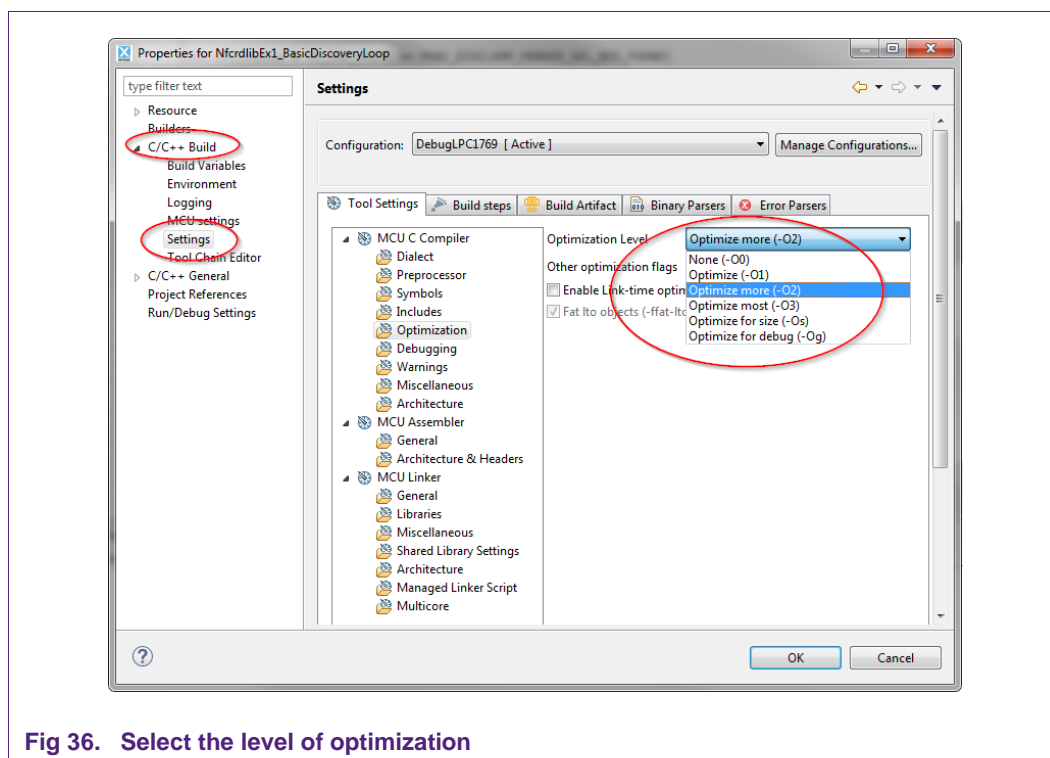 Properties for NfcrdlibEx1_BasicDiscoveryLoop
type filter text
Resource
Builders
C/C++ Build
Build Variables
Environment
Logging
MCU settings
Settings
Tool Chain Editor
C/C++ General
Project References
Run/Debug Settings
Settings
Configuration: DebugLPC1769 [ Active ] Manage Configurations...
Tool Settings Build steps Build Artifact Binary Parsers Error Parsers
MCU C Compiler
Dialect
Preprocessor
Symbols
Includes
Optimization
Debugging
Warnings
Miscellaneous
Architecture
MCU Assembler
General
Architecture & Headers
MCU Linker
General
Libraries
Miscellaneous
Shared Library Settings
Architecture
Managed Linker Script
Multicore
Optimization Level Optimize more (-O2)
Other optimization flags
Enable Link-time optim
Fat lto objects (-ffat-lto
None (-O0)
Optimize (-O1)
Optimize more (-O2)
Optimize most (-O3)
Optimize for size (-Os)
Optimize for debug (-Og)
OK Cancel
Fig 36. Select the level of optimization